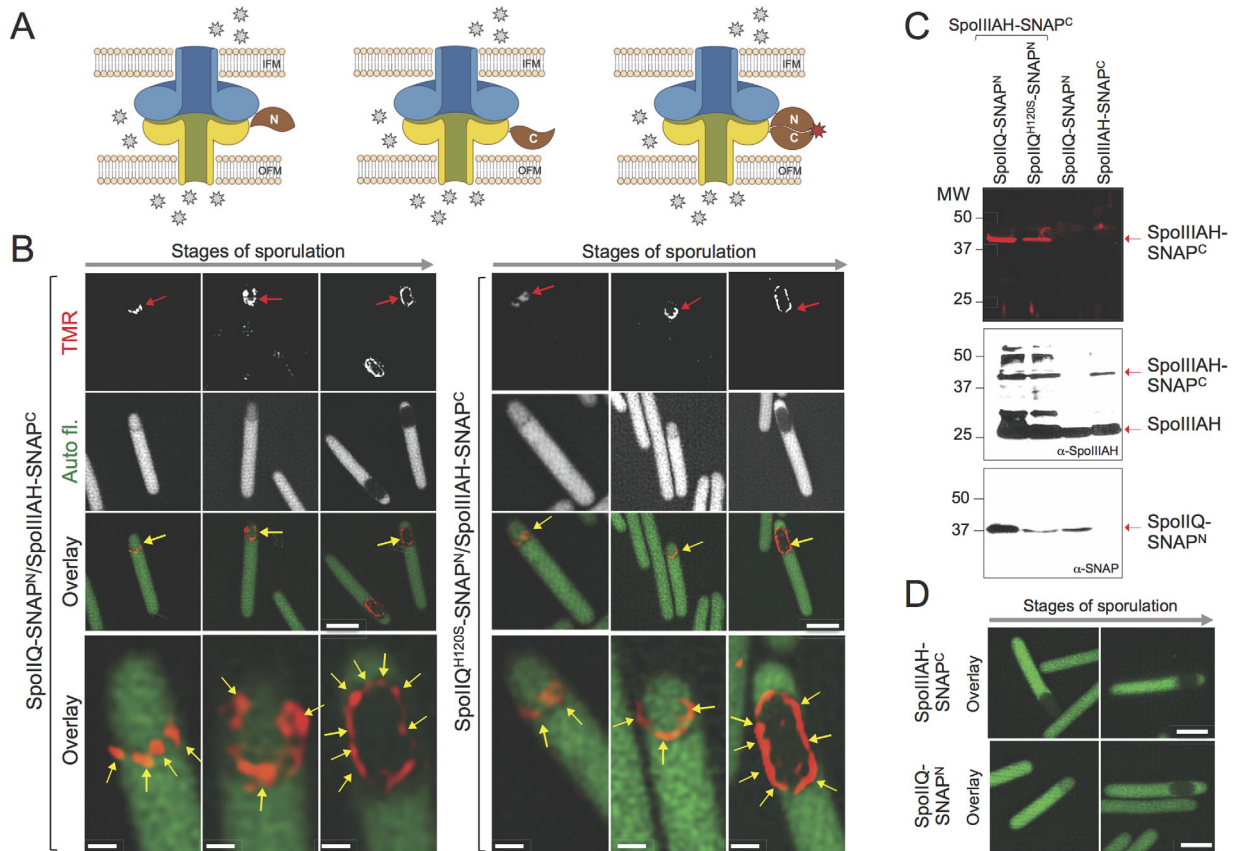 A
IFM
N
OFM
IFM
C
OFM
IFM
N
C
OFM
B
Stages of sporulation
Stages of sporulation
SpoIIQ-SNAPᴺ/SpoIIIAH-SNAPᶜ
TMR
Auto fl.
Overlay
Overlay
SpoIIQᴴ¹²⁰ˢ-SNAPᴺ/SpoIIIAH-SNAPᶜ
C
SpoIIIAH-SNAPᶜ
SpoIIQ-SNAPᴺ
SpoIIQᴴ¹²⁰ˢ-SNAPᴺ
SpoIIQ-SNAPᴺ
SpoIIIAH-SNAPᶜ
MW
50
37
25
SpoIIIAH-
SNAPᶜ
50
37
25
SpoIIIAH-
SNAPᶜ
SpoIIIAH
α-SpoIIIAH
50
37
SpoIIQ-
SNAPᴺ
α-SNAP
D
Stages of sporulation
SpoIIIAH-
SNAPᶜ
Overlay
SpoIIQ-
SNAPᴺ
Overlay